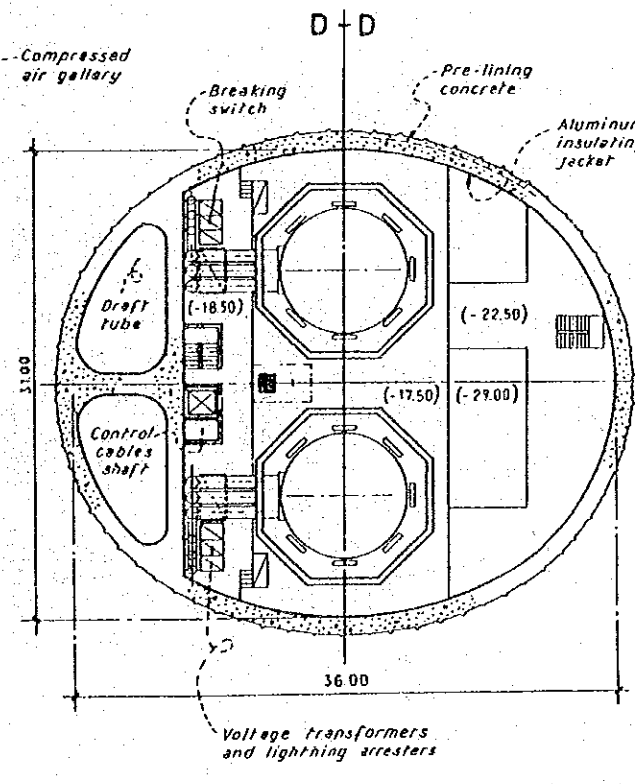 D-D
Compressed
air gallery
Breaking
switch
Pre-lining
concrete
Aluminum
insulating
jacket
Draft
tube
(-18.50)
(-22.50)
(-17.50)
(-29.00)
31.00
Control-
cables
shaft
36.00
Voltage transformers
and lighthing arresters